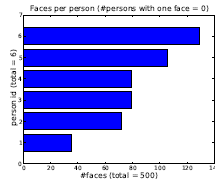 Faces per person (#persons with one face = 0)
7
6
5
4
3
2
1
0
person id (total = 6)
0 20 40 60 80 100 120 14
#faces (total = 500)